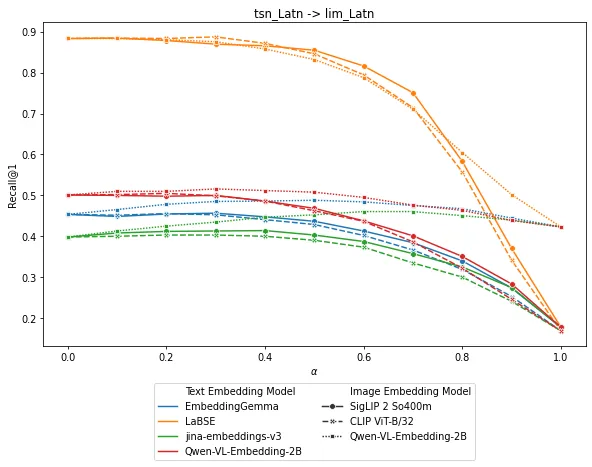 tsn_Latn -> lim_Latn
Recall@1
0.9
0.8
0.7
0.6
0.5
0.4
0.3
0.2
0.0
0.2
0.4
0.6
0.8
1.0
α
Text Embedding Model
EmbeddingGemma
LaBSE
jina-embeddings-v3
Qwen-VL-Embedding-2B
Image Embedding Model
SigLIP 2 So400m
CLIP ViT-B/32
Qwen-VL-Embedding-2B